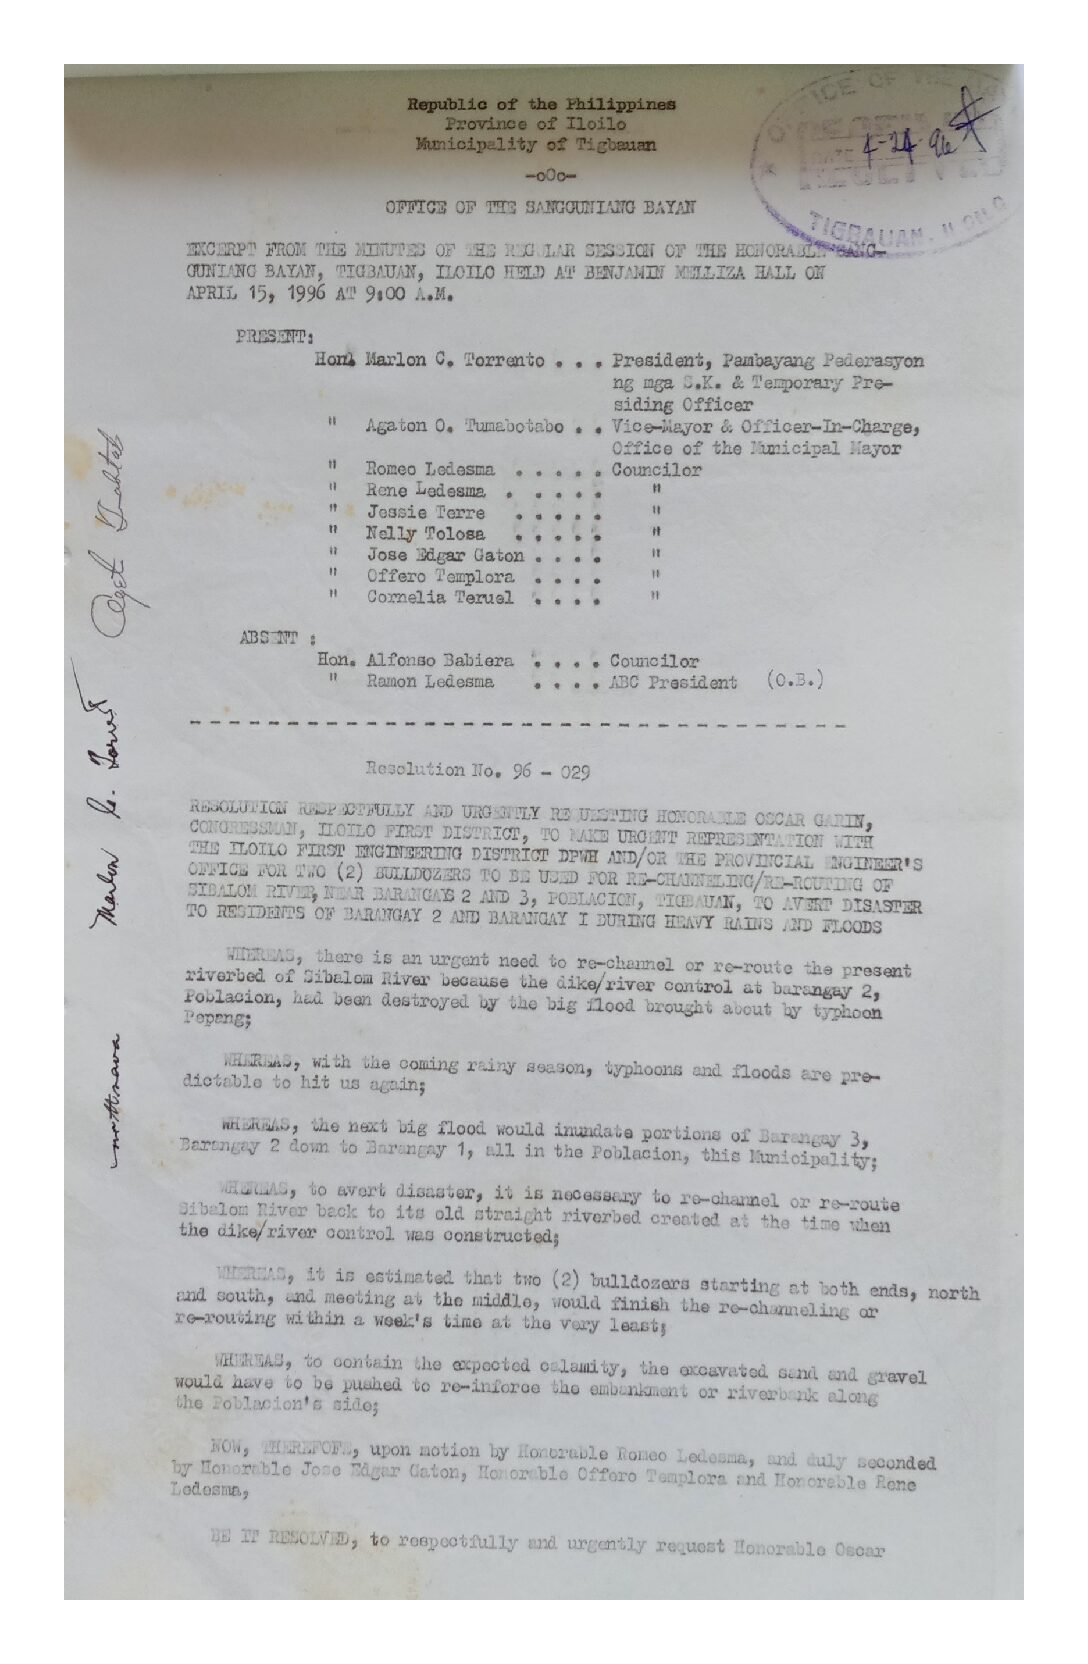 Republic of the Philippines
Province of Iloilo
Municipality of Tigbauan
-oOo-
OFFICE OF THE SANGGUNIANG BAYAN
OFFICE OF THE
RECEIVED
DATE
4-24-96
TIGBAUAN, ILOILO
EXCERPT FROM THE MINUTES OF THE REGULAR SESSION OF THE HONORABLE SANG-
GUNIANG BAYAN, TIGBAUAN, ILOILO HELD AT BENJAMIN MELLIZA HALL ON
APRIL 15, 1996 AT 9:00 A.M.
PRESENT:
Hon. Marlon C. Torrento . . . President, Pambayang Pederasyon
ng mga S.K. & Temporary Pre-
siding Officer
" Agaton O. Tumabotabo . . Vice-Mayor & Officer-In-Charge,
Office of the Municipal Mayor
" Romeo Ledesma . . . . . Councilor
" Rene Ledesma . . . . . "
" Jessie Terre . . . . . "
" Nelly Tolosa . . . . . "
" Jose Edgar Gaton . . . . "
" Offero Templora . . . . "
" Cornelia Teruel . . . . "
ABSENT :
Hon. Alfonso Babiera . . . . Councilor
" Ramon Ledesma . . . . ABC President (O.B.)
Resolution No. 96 - 029
RESOLUTION RESPECTFULLY AND URGENTLY REQUESTING HONORABLE OSCAR GARIN,
CONGRESSMAN, ILOILO FIRST DISTRICT, TO MAKE URGENT REPRESENTATION WITH
THE ILOILO FIRST ENGINEERING DISTRICT DPWH AND/OR THE PROVINCIAL ENGINEER'S
OFFICE FOR TWO (2) BULLDOZERS TO BE USED FOR RE-CHANNELING/RE-ROUTING OF
SIBALOM RIVER, NEAR BARANGAYS 2 AND 3, POBLACION, TIGBAUAN, TO AVERT DISASTER
TO RESIDENTS OF BARANGAY 2 AND BARANGAY I DURING HEAVY RAINS AND FLOODS
WHEREAS, there is an urgent need to re-channel or re-route the present
riverbed of Sibalom River because the dike/river control at barangay 2,
Poblacion, had been destroyed by the big flood brought about by typhoon
Pepang;
WHEREAS, with the coming rainy season, typhoons and floods are pre-
dictable to hit us again;
WHEREAS, the next big flood would inundate portions of Barangay 3,
Barangay 2 down to Barangay 1, all in the Poblacion, this Municipality;
WHEREAS, to avert disaster, it is necessary to re-channel or re-route
Sibalom River back to its old straight riverbed created at the time when
the dike/river control was constructed;
WHEREAS, it is estimated that two (2) bulldozers starting at both ends, north
and south, and meeting at the middle, would finish the re-channeling or
re-routing within a week's time at the very least;
WHEREAS, to contain the expected calamity, the excavated sand and gravel
would have to be pushed to re-inforce the embankment or riverbank along
the Poblacion's side;
NOW, THEREFOFE, upon motion by Honorable Romeo Ledesma, and duly seconded
by Honorable Jose Edgar Gaton, Honorable Offero Templora and Honorable Rene
Ledesma,
BE IT RESOLVED, to respectfully and urgently request Honorable Oscar
Marlon C.